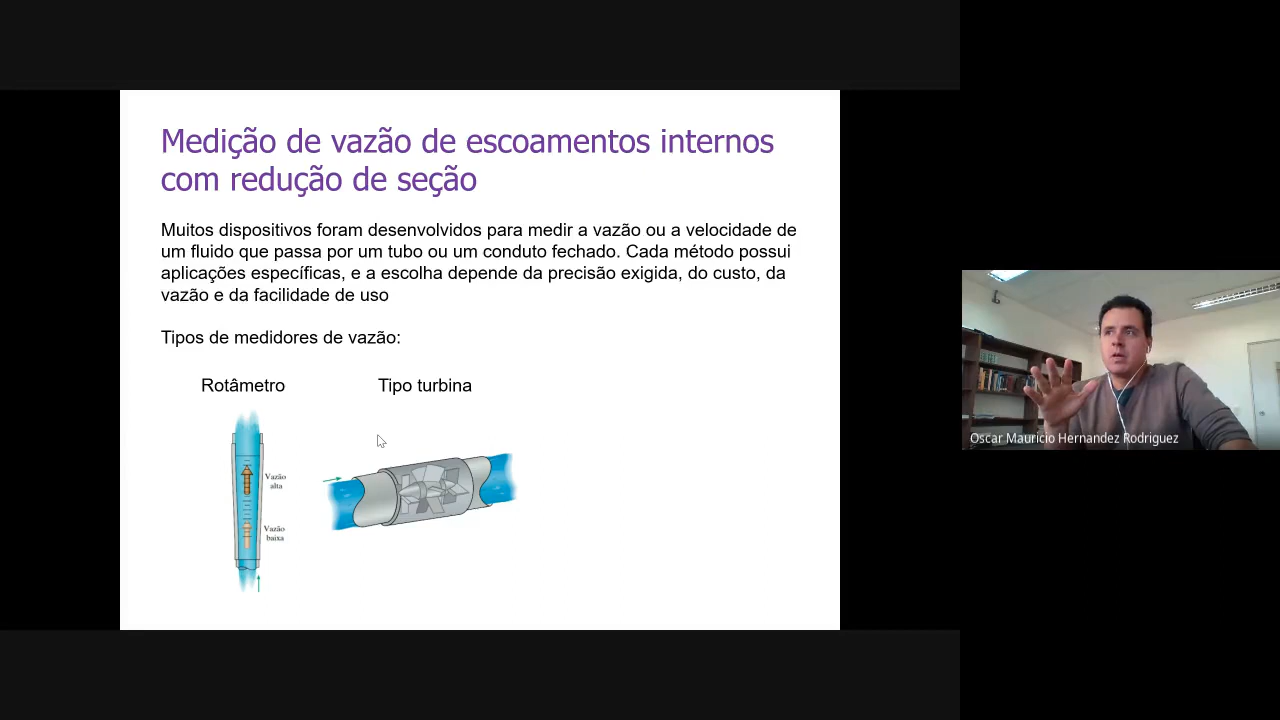 Medição de vazão de escoamentos internos
com redução de seção
Muitos dispositivos foram desenvolvidos para medir a vazão ou a velocidade de
um fluido que passa por um tubo ou um conduto fechado. Cada método possui
aplicações específicas, e a escolha depende da precisão exigida, do custo, da
vazão e da facilidade de uso
Tipos de medidores de vazão:
Rotâmetro
Tipo turbina
Vazão
alta
Vazão
baixa
Oscar Mauricio Hernandez Rodriguez